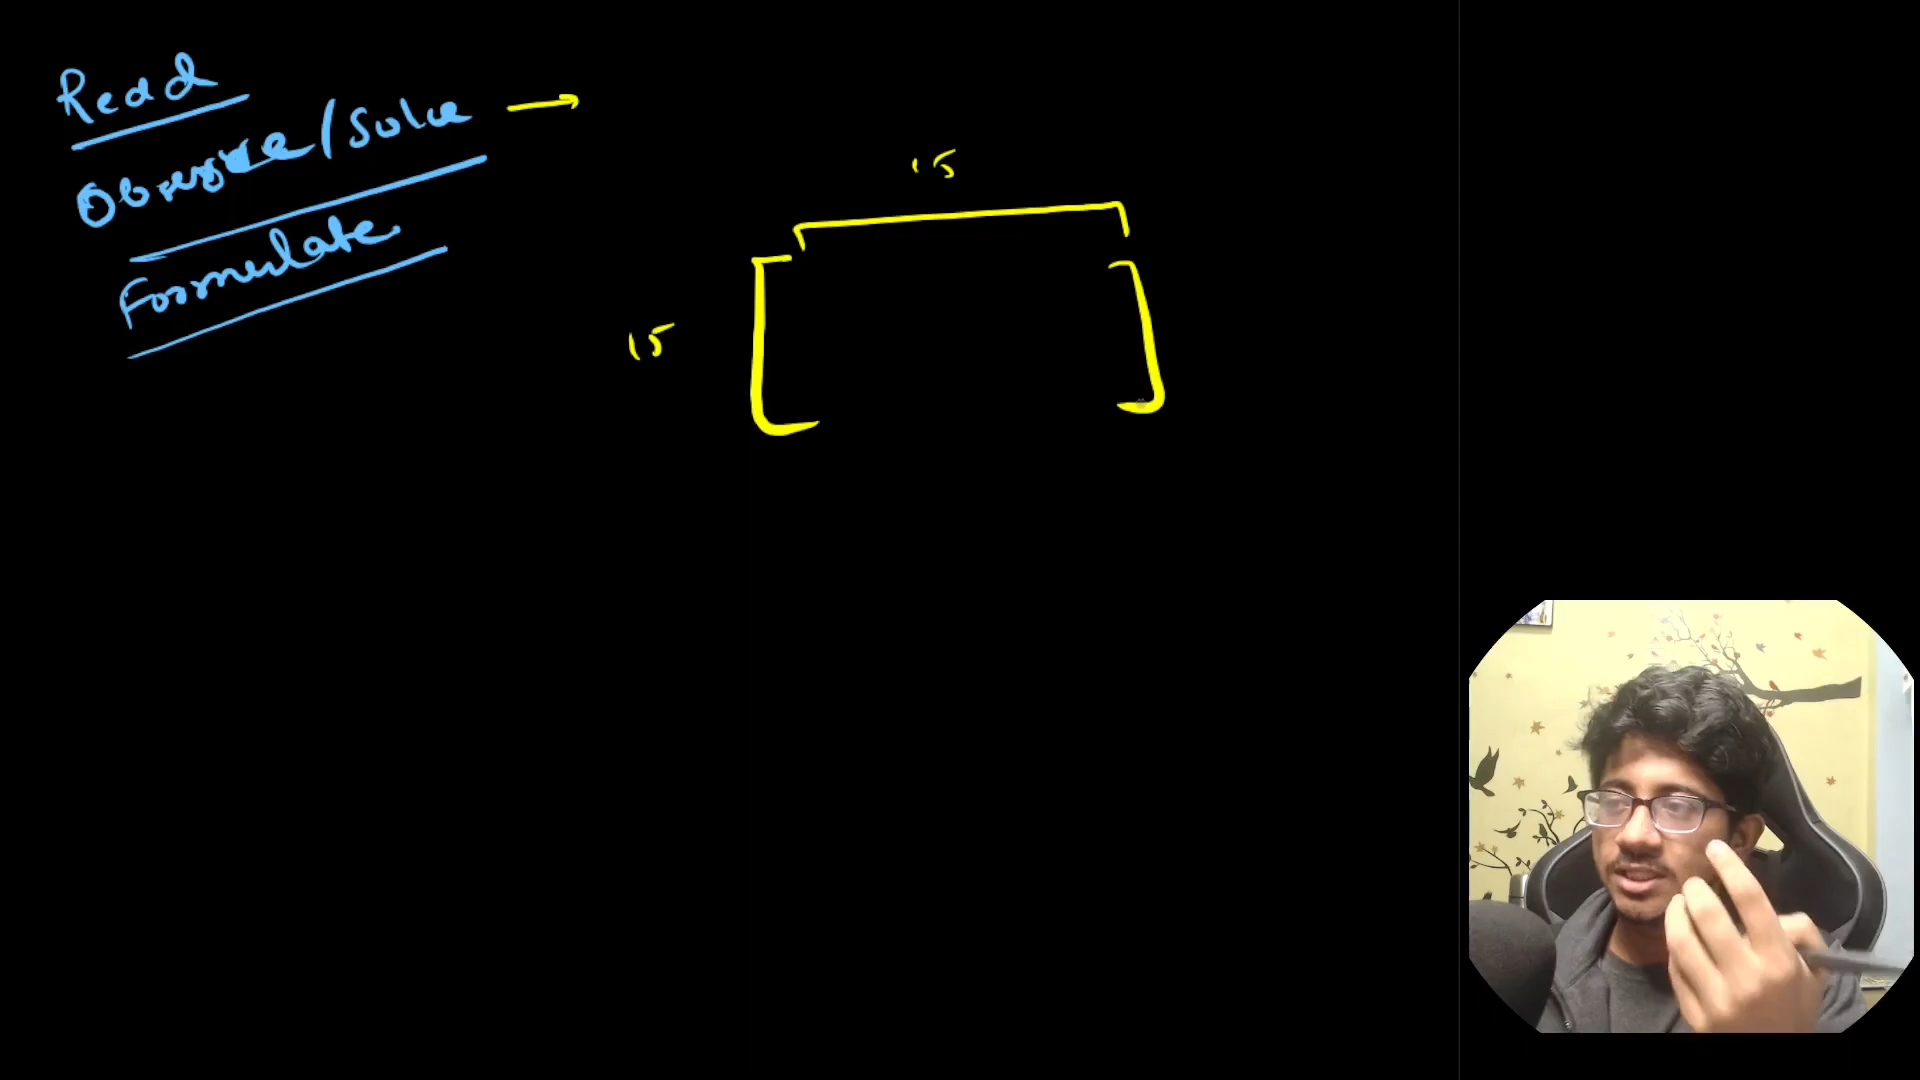 Read
Observe/Solve →
Formulate
15
15